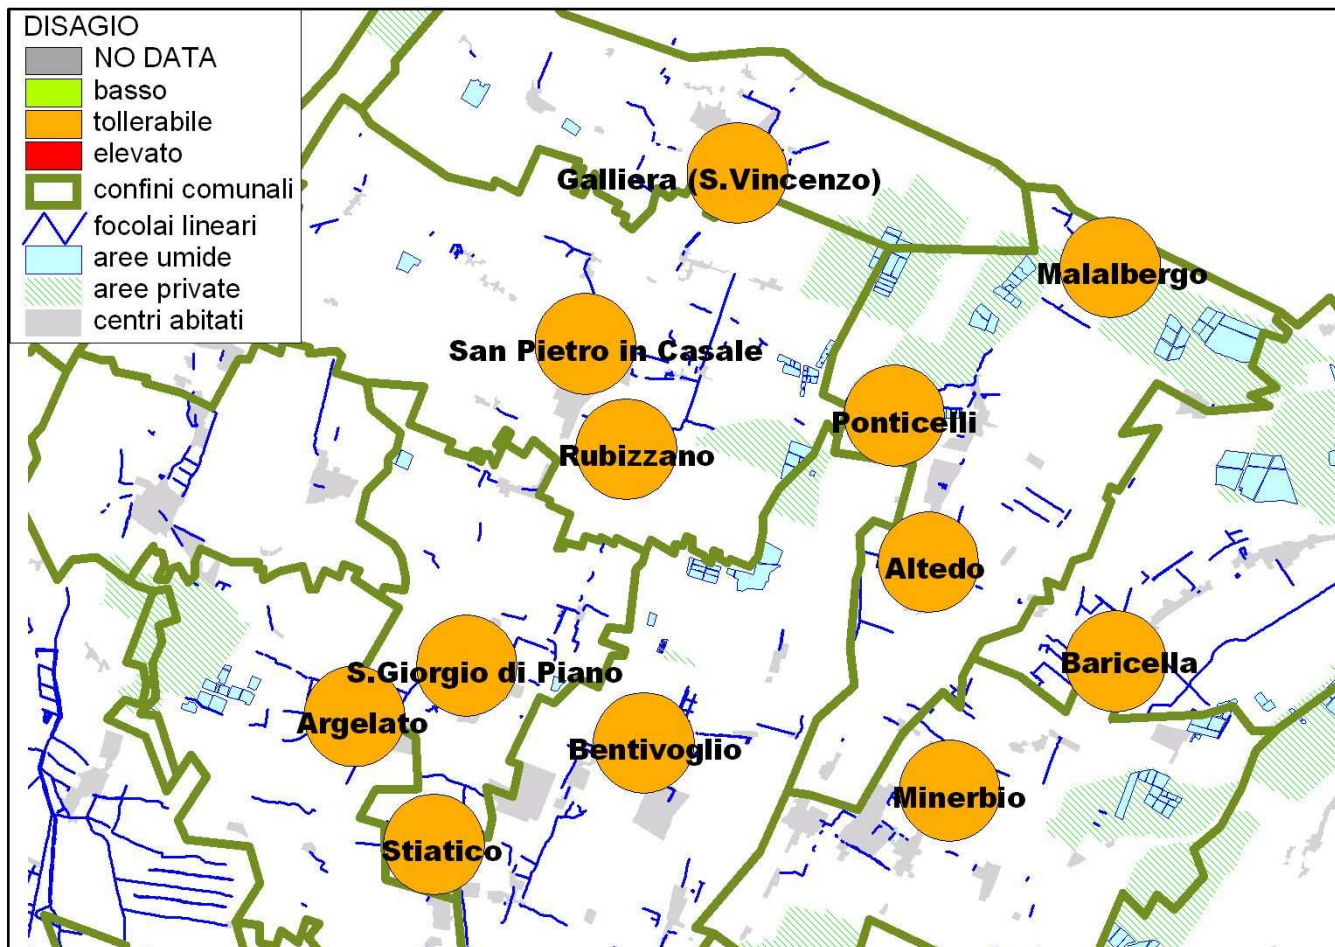 DISAGIO
NO DATA
basso
tollerabile
elevato
confini comunali
focolai lineari
aree umide
aree private
centri abitati
Galliera (S.Vincenzo)
Malalbergo
San Pietro in Casale
Ponticelli
Rubizzano
Altedo
Baricella
S.Giorgio di Piano
Argelato
Bentivoglio
Minerbio
Stiatico